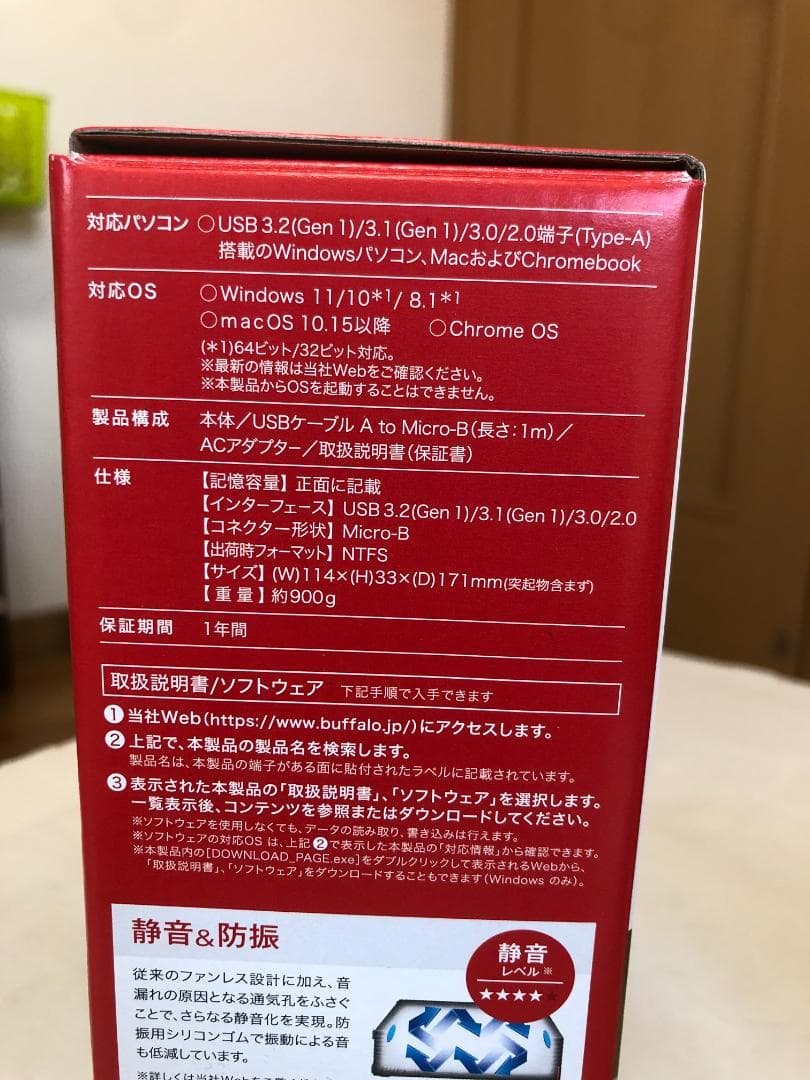 対応パソコン ○USB 3.2(Gen 1)/3.1(Gen 1)/3.0/2.0端子(Type-A)
搭載のWindowsパソコン、MacおよびChromebook
対応OS ○Windows 11/10*1/ 8.1*1
○macOS 10.15以降 ○Chrome OS
(*1)64ビット/32ビット対応。
※最新の情報は当社Webをご確認ください。
※本製品からOSを起動することはできません。
製品構成 本体/USBケーブル A to Micro-B(長さ:1m)/
ACアダプター/取扱説明書(保証書)
仕様 【記憶容量】 正面に記載
【インターフェース】 USB 3.2(Gen 1)/3.1(Gen 1)/3.0/2.0
【コネクター形状】 Micro-B
【出荷時フォーマット】 NTFS
【サイズ】 (W)114×(H)33×(D)171mm(突起物含まず)
【重量】 約900g
保証期間 1年間
取扱説明書/ソフトウェア 下記手順で入手できます
❶ 当社Web(https://www.buffalo.jp/)にアクセスします。
❷ 上記で、本製品の製品名を検索します。
製品名は、本製品の端子がある面に貼付されたラベルに記載されています。
❸ 表示された本製品の「取扱説明書」、「ソフトウェア」を選択します。
一覧表示後、コンテンツを参照またはダウンロードしてください。
※ソフトウェアを使用しなくても、データの読み取り、書き込みは行えます。
※ソフトウェアの対応OS は、上記❷で表示した本製品の「対応情報」から確認できます。
※本製品内の[DOWNLOAD_PAGE.exe]をダブルクリックして表示されるWebから、
「取扱説明書」、「ソフトウェア」をダウンロードすることもできます(Windows のみ)。
静音&防振
静音
レベル※
★★★★★
従来のファンレス設計に加え、音
漏れの原因となる通気孔をふさぐ
ことで、さらなる静音化を実現。防
振用シリコンゴムで振動による音
も低減しています。
※詳しくは当社Webをご覧